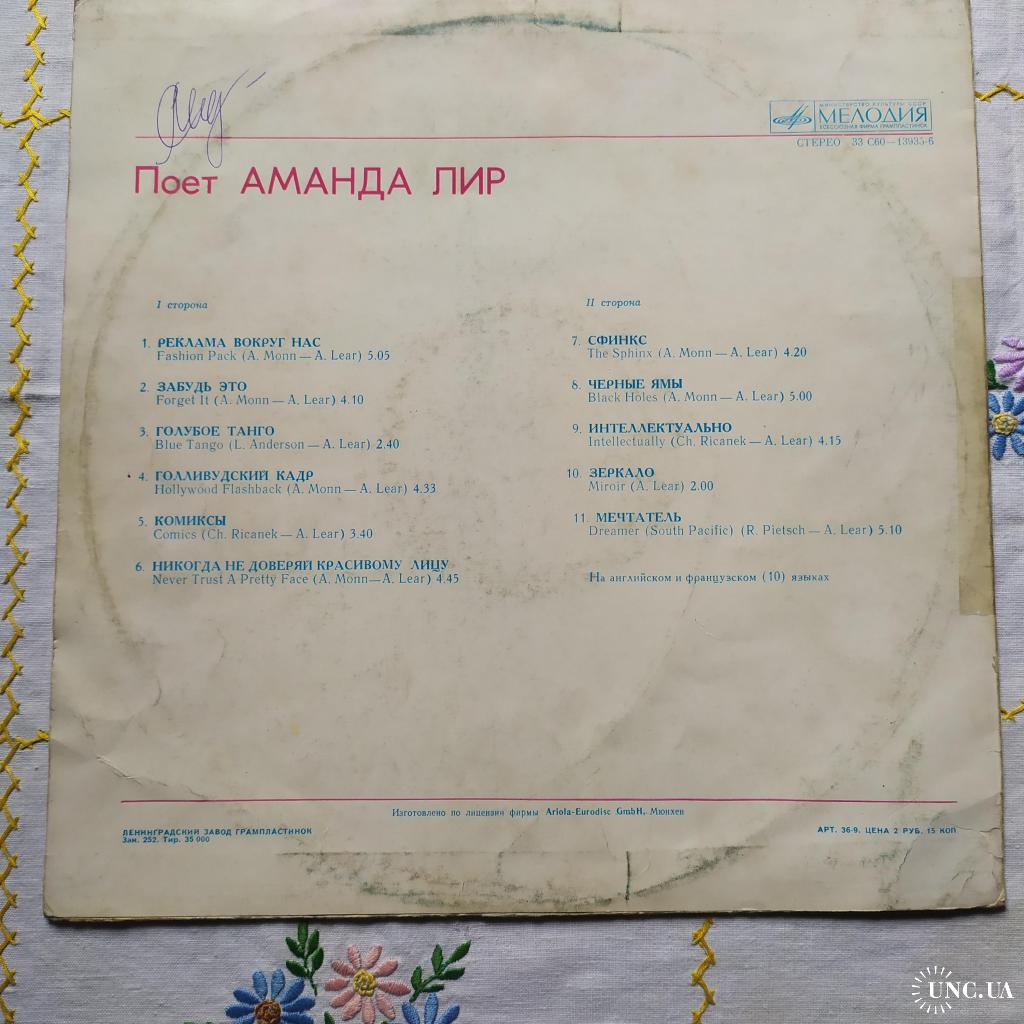 МИНИСТЕРСТВО КУЛЬТУРЫ СССР
МЕЛОДИЯ
ВСЕСОЮЗНАЯ ФИРМА ГРАМПЛАСТИНОК
СТЕРЕО 33 С60—13935-6
Поет АМАНДА ЛИР
I сторона
1. РЕКЛАМА ВОКРУГ НАС
Fashion Pack (A. Monn — A. Lear) 5.05
2. ЗАБУДЬ ЭТО
Forget It (A. Monn — A. Lear) 4.10
3. ГОЛУБОЕ ТАНГО
Blue Tango (L. Anderson — A. Lear) 2.40
4. ГОЛЛИВУДСКИЙ КАДР
Hollywood Flashback (A. Monn — A. Lear) 4.33
5. КОМИКСЫ
Comics (Ch. Ricanek — A. Lear) 3.40
6. НИКОГДА НЕ ДОВЕРЯЙ КРАСИВОМУ ЛИЦУ
Never Trust A Pretty Face (A. Monn — A. Lear) 4.45
II сторона
7. СФИНКС
The Sphinx (A. Monn — A. Lear) 4.20
8. ЧЕРНЫЕ ЯМЫ
Black Holes (A. Monn — A. Lear) 5.00
9. ИНТЕЛЛЕКТУАЛЬНО
Intellectually (Ch. Ricanek — A. Lear) 4.15
10. ЗЕРКАЛО
Miroir (A. Lear) 2.00
11. МЕЧТАТЕЛЬ
Dreamer (South Pacific) (R. Pietsch — A. Lear) 5.10
На английском и французском (10) языках
Изготовлено по лицензии фирмы Ariola-Eurodisc GmbH, Мюнхен
ЛЕНИНГРАДСКИЙ ЗАВОД ГРАМПЛАСТИНОК
Зак. 252. Тир. 35 000
АРТ. 36-9. ЦЕНА 2 РУБ. 15 КОП
UNC.UA